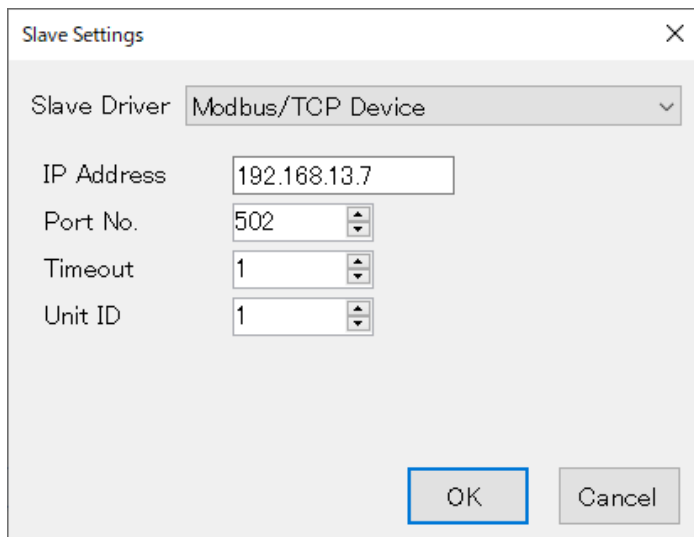 Slave Settings
Slave Driver Modbus/TCP Device
IP Address 192.168.13.7
Port No. 502
Timeout 1
Unit ID 1
OK Cancel